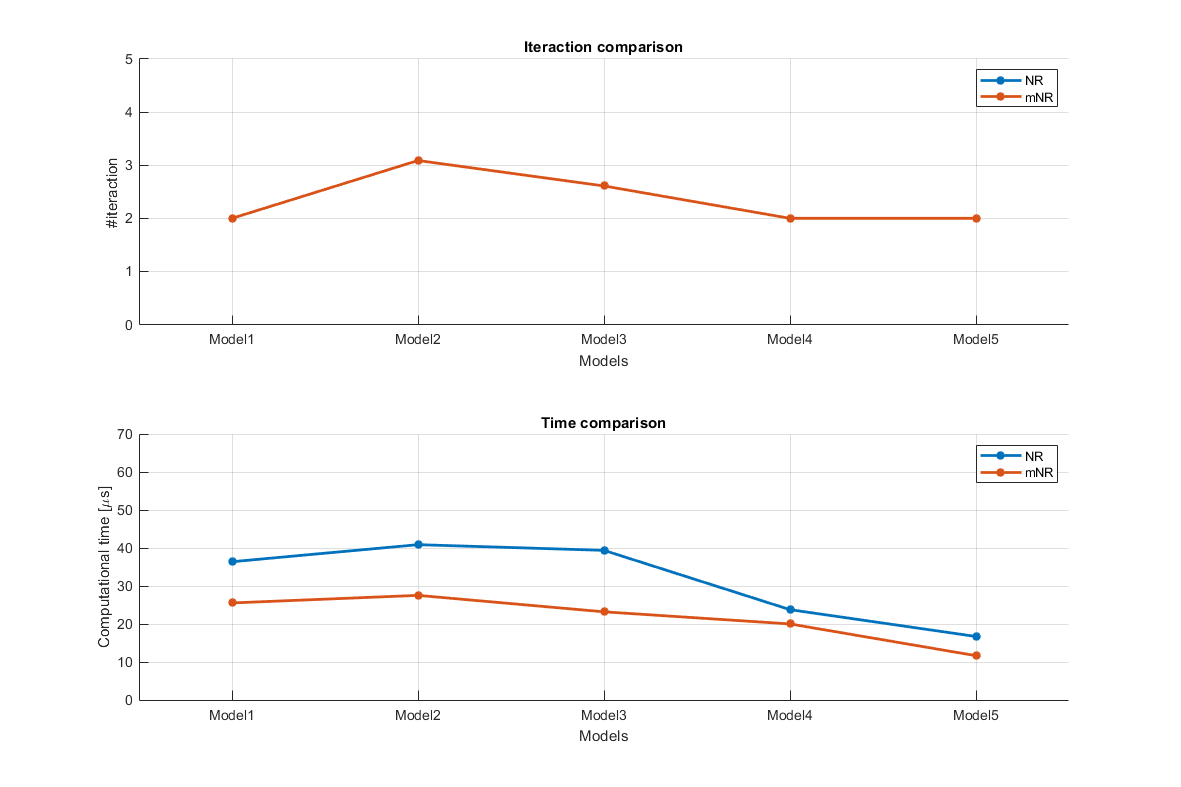 Iteraction comparison
5
4
3
2
1
0
#iteraction
NR
mNR
Model1 Model2 Model3 Model4 Model5
Models
Time comparison
70
60
50
40
30
20
10
0
Computational time [μs]
NR
mNR
Model1 Model2 Model3 Model4 Model5
Models